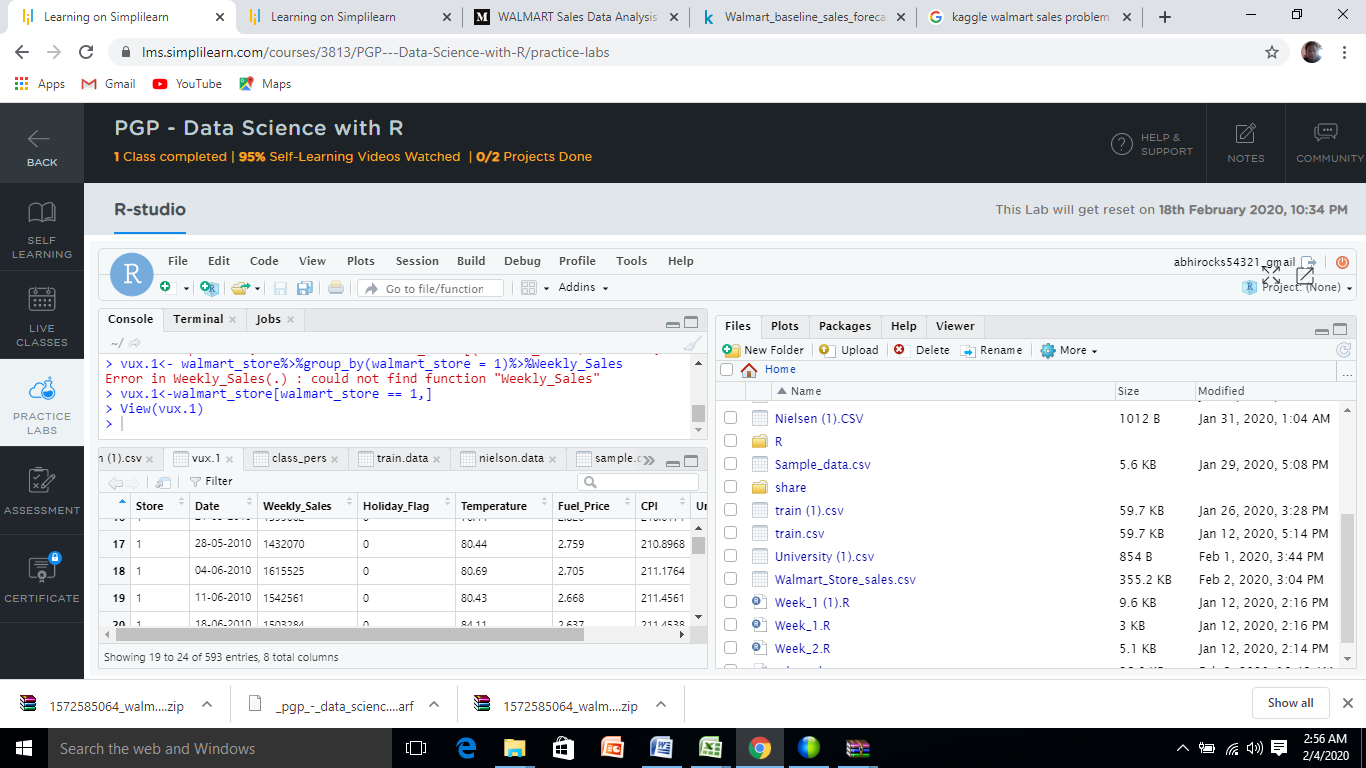 Learning on Simplilearn
Learning on Simplilearn
WALMART Sales Data Analysis
Walmart_baseline_sales_foreca
kaggle walmart sales problem
lms.simplilearn.com/courses/3813/PGP---Data-Science-with-R/practice-labs
Apps Gmail YouTube Maps
BACK
PGP - Data Science with R
1 Class completed | 95% Self-Learning Videos Watched | 0/2 Projects Done
HELP & SUPPORT
NOTES
COMMUNITY
SELF LEARNING
LIVE CLASSES
PRACTICE LABS
ASSESSMENT
CERTIFICATE
R-studio
This Lab will get reset on 18th February 2020, 10:34 PM
R
File Edit Code View Plots Session Build Debug Profile Tools Help
abhirocks54321_gmail
Go to file/function
Addins
Project: (None)
Console Terminal Jobs
~/
> vux.1<- walmart_store%>%group_by(walmart_store = 1)%>%Weekly_Sales
Error in Weekly_Sales(.) : could not find function "Weekly_Sales"
> vux.1<-walmart_store[walmart_store == 1,]
> View(vux.1)
>
n (1).csv vux.1 class_pers train.data nielson.data sample.c
Filter
Store Date Weekly_Sales Holiday_Flag Temperature Fuel_Price CPI Ur
17 1 28-05-2010 1432070 0 80.44 2.759 210.8968
18 1 04-06-2010 1615525 0 80.69 2.705 211.1764
19 1 11-06-2010 1542561 0 80.43 2.668 211.4561
20 1 18-06-2010 1503284 0 84.11 2.637 211.4538
Showing 19 to 24 of 593 entries, 8 total columns
Files Plots Packages Help Viewer
New Folder Upload Delete Rename More
Home
...
Name Size Modified
Nielsen (1).CSV 1012 B Jan 31, 2020, 1:04 AM
R
Sample_data.csv 5.6 KB Jan 29, 2020, 5:08 PM
share
train (1).csv 59.7 KB Jan 26, 2020, 3:28 PM
train.csv 59.7 KB Jan 12, 2020, 5:14 PM
University (1).csv 854 B Feb 1, 2020, 3:44 PM
Walmart_Store_sales.csv 355.2 KB Feb 2, 2020, 3:04 PM
Week_1 (1).R 9.6 KB Jan 12, 2020, 2:16 PM
Week_1.R 3 KB Jan 12, 2020, 2:16 PM
Week_2.R 5.1 KB Jan 12, 2020, 2:14 PM
1572585064_walm....zip
_pgp_-_data_scienc....arf
1572585064_walm....zip
Show all
Search the web and Windows
2:56 AM
2/4/2020